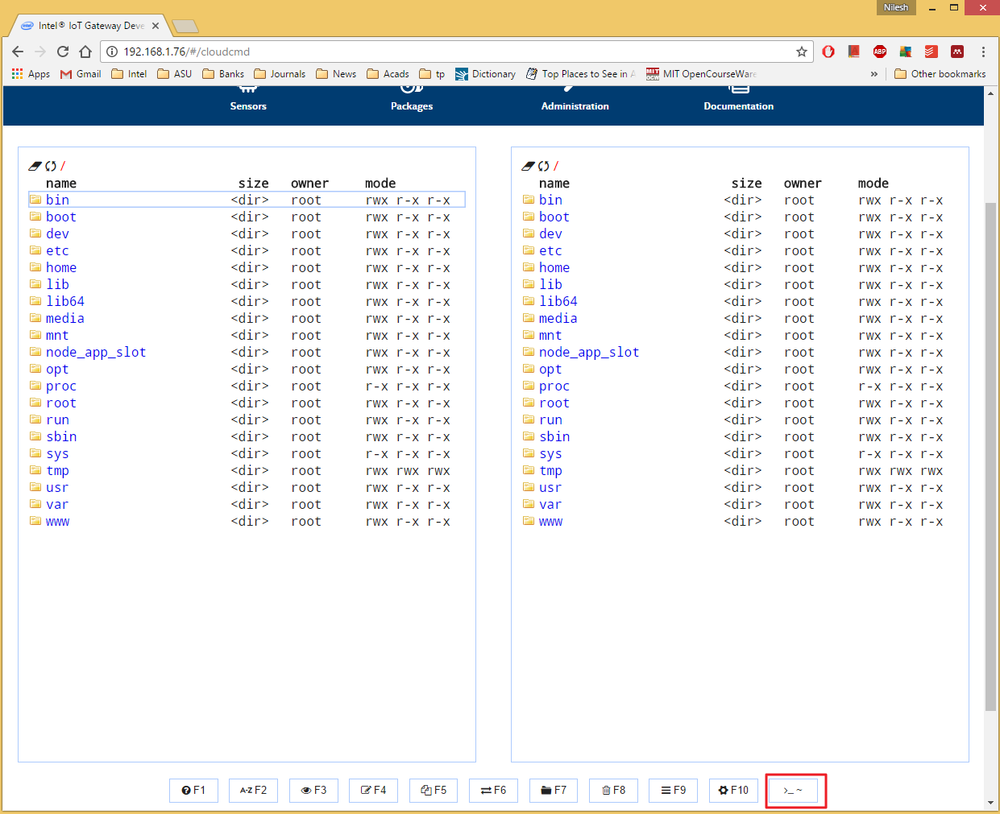 Nilesh
Intel® IoT Gateway Deve
192.168.1.76/#/cloudcmd
ABP
Apps Gmail Intel ASU Banks Journals News Acads tp Dictionary Top Places to See in A MIT OCW MIT OpenCourseWare » Other bookmarks
Sensors Packages Administration Documentation
/ /
name size owner mode name size owner mode
bin <dir> root rwx r-x r-x bin <dir> root rwx r-x r-x
boot <dir> root rwx r-x r-x boot <dir> root rwx r-x r-x
dev <dir> root rwx r-x r-x dev <dir> root rwx r-x r-x
etc <dir> root rwx r-x r-x etc <dir> root rwx r-x r-x
home <dir> root rwx r-x r-x home <dir> root rwx r-x r-x
lib <dir> root rwx r-x r-x lib <dir> root rwx r-x r-x
lib64 <dir> root rwx r-x r-x lib64 <dir> root rwx r-x r-x
media <dir> root rwx r-x r-x media <dir> root rwx r-x r-x
mnt <dir> root rwx r-x r-x mnt <dir> root rwx r-x r-x
node_app_slot <dir> root rwx r-x r-x node_app_slot <dir> root rwx r-x r-x
opt <dir> root rwx r-x r-x opt <dir> root rwx r-x r-x
proc <dir> root r-x r-x r-x proc <dir> root r-x r-x r-x
root <dir> root rwx r-x r-x root <dir> root rwx r-x r-x
run <dir> root rwx r-x r-x run <dir> root rwx r-x r-x
sbin <dir> root rwx r-x r-x sbin <dir> root rwx r-x r-x
sys <dir> root r-x r-x r-x sys <dir> root r-x r-x r-x
tmp <dir> root rwx rwx rwx tmp <dir> root rwx rwx rwx
usr <dir> root rwx r-x r-x usr <dir> root rwx r-x r-x
var <dir> root rwx r-x r-x var <dir> root rwx r-x r-x
www <dir> root rwx r-x r-x www <dir> root rwx r-x r-x
F1 A-Z F2 F3 F4 F5 F6 F7 F8 F9 F10 >_ ~